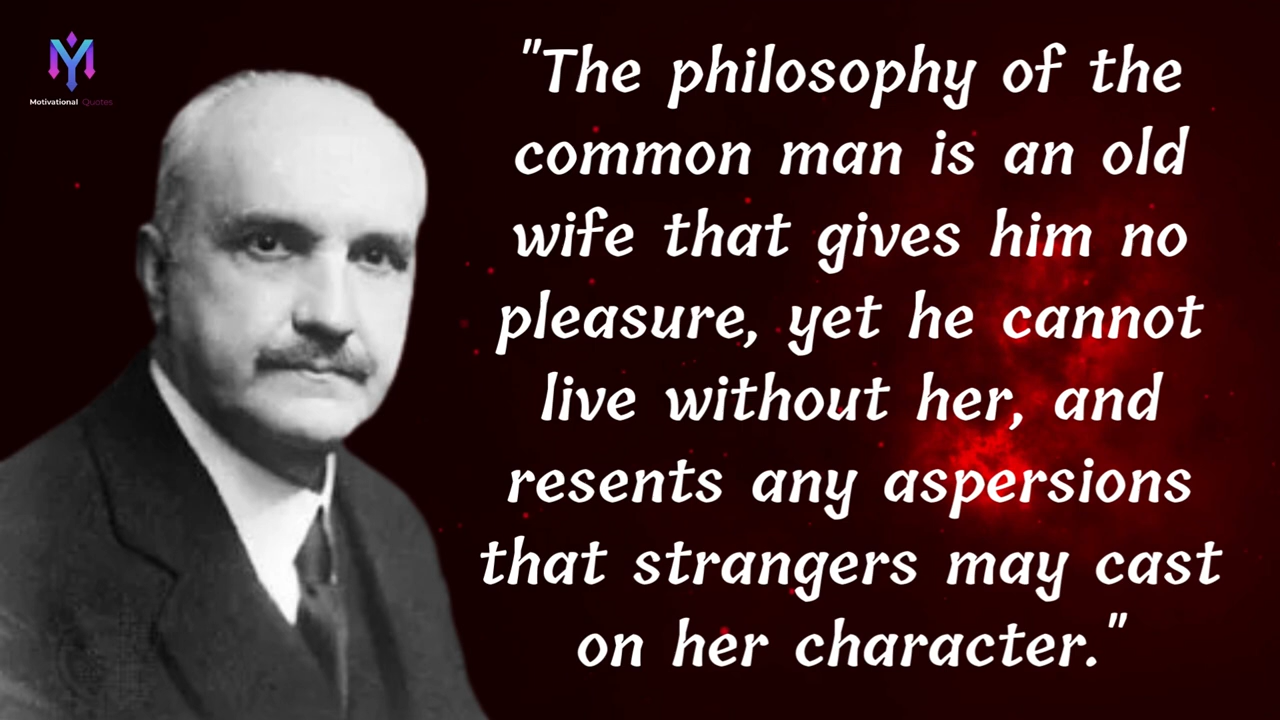 Motivational Quotes
"The philosophy of the
common man is an old
wife that gives him no
pleasure, yet he cannot
live without her, and
resents any aspersions
that strangers may cast
on her character."